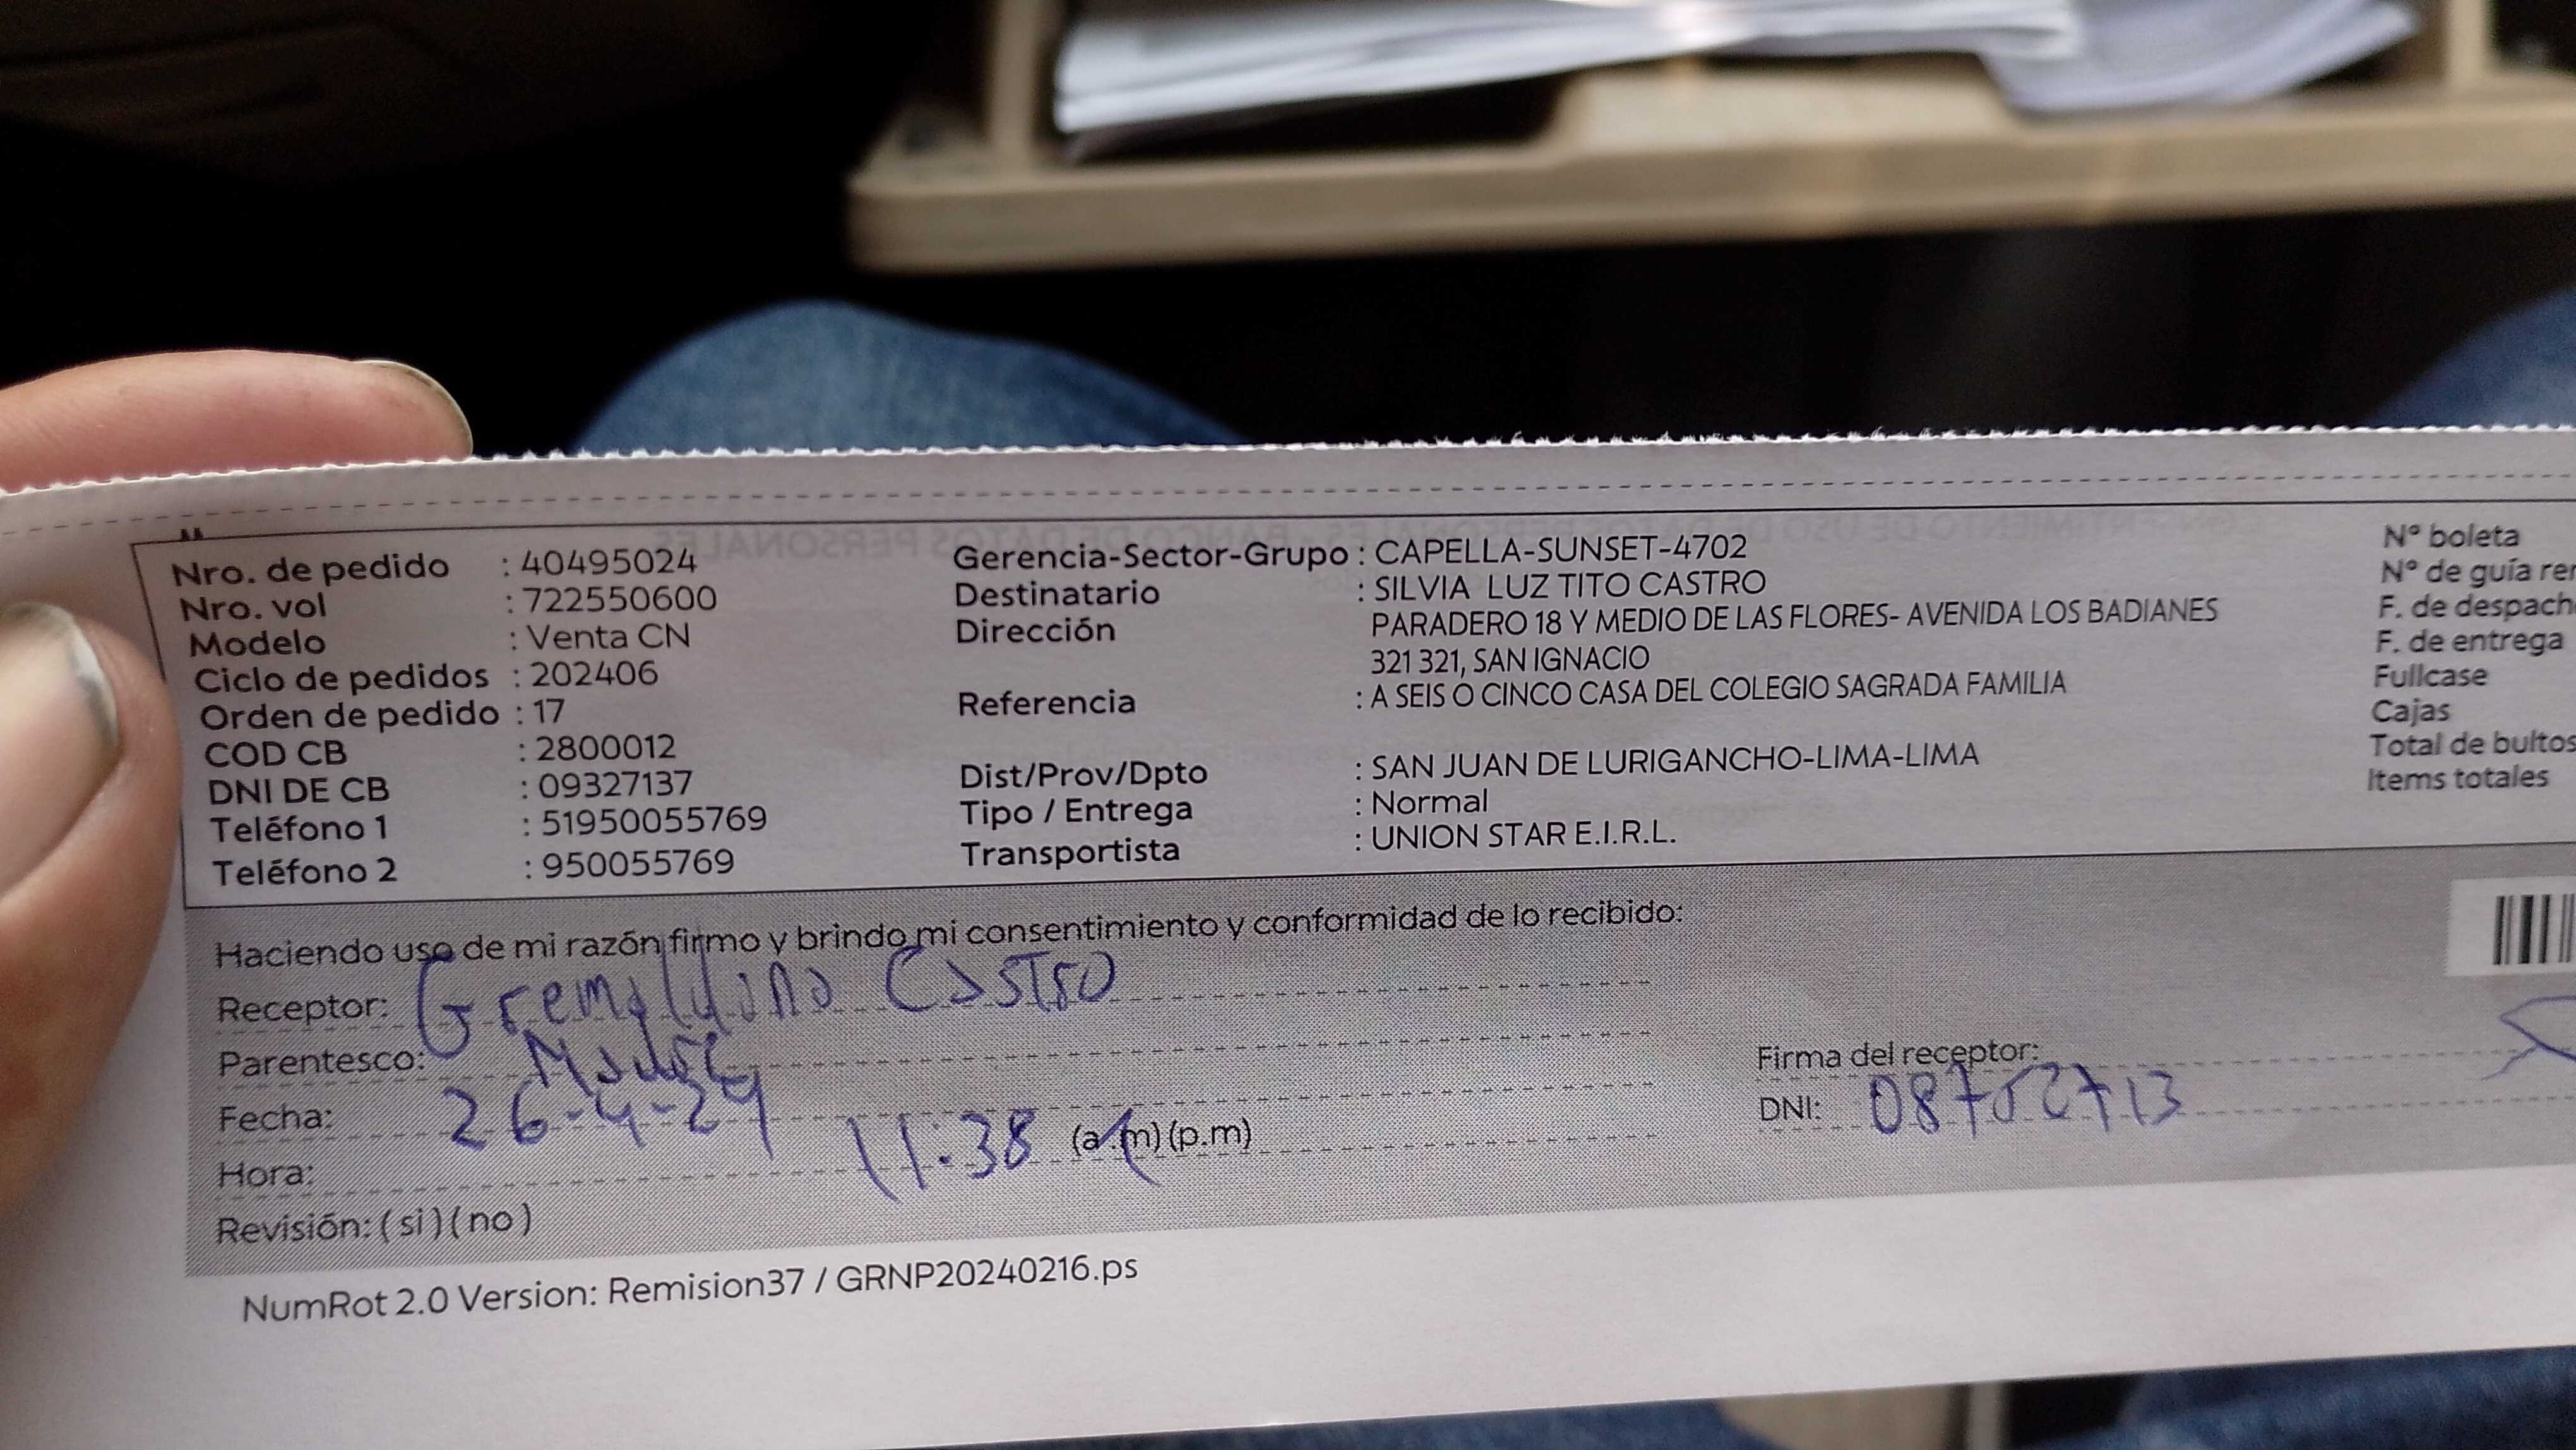 Nro. de pedido : 40495024
Nro. vol : 722550600
Modelo : Venta CN
Ciclo de pedidos : 202406
Orden de pedido : 17
COD CB : 2800012
DNI DE CB : 09327137
Teléfono 1 : 51950055769
Teléfono 2 : 950055769
Gerencia-Sector-Grupo : CAPELLA-SUNSET-4702
Destinatario : SILVIA LUZ TITO CASTRO
Dirección PARADERO 18 Y MEDIO DE LAS FLORES- AVENIDA LOS BADIANES
321 321, SAN IGNACIO
Referencia : A SEIS O CINCO CASA DEL COLEGIO SAGRADA FAMILIA
Dist/Prov/Dpto : SAN JUAN DE LURIGANCHO-LIMA-LIMA
Tipo / Entrega : Normal
Transportista : UNION STAR E.I.R.L.
Nº boleta
Nº de guía
F. de despach
F. de entrega
Fullcase
Cajas
Total de bultos
Items totales
Haciendo uso de mi razón firmo y brindo mi consentimiento y conformidad de lo recibido:
Receptor: Castro
Parentesco: Madre
Fecha: 26-4-24
Hora: 11:38 (a.m) (p.m)
Revisión: (si) (no)
Firma del receptor:
DNI:
NumRot 2.0 Version: Remision37 / GRNP20240216.ps